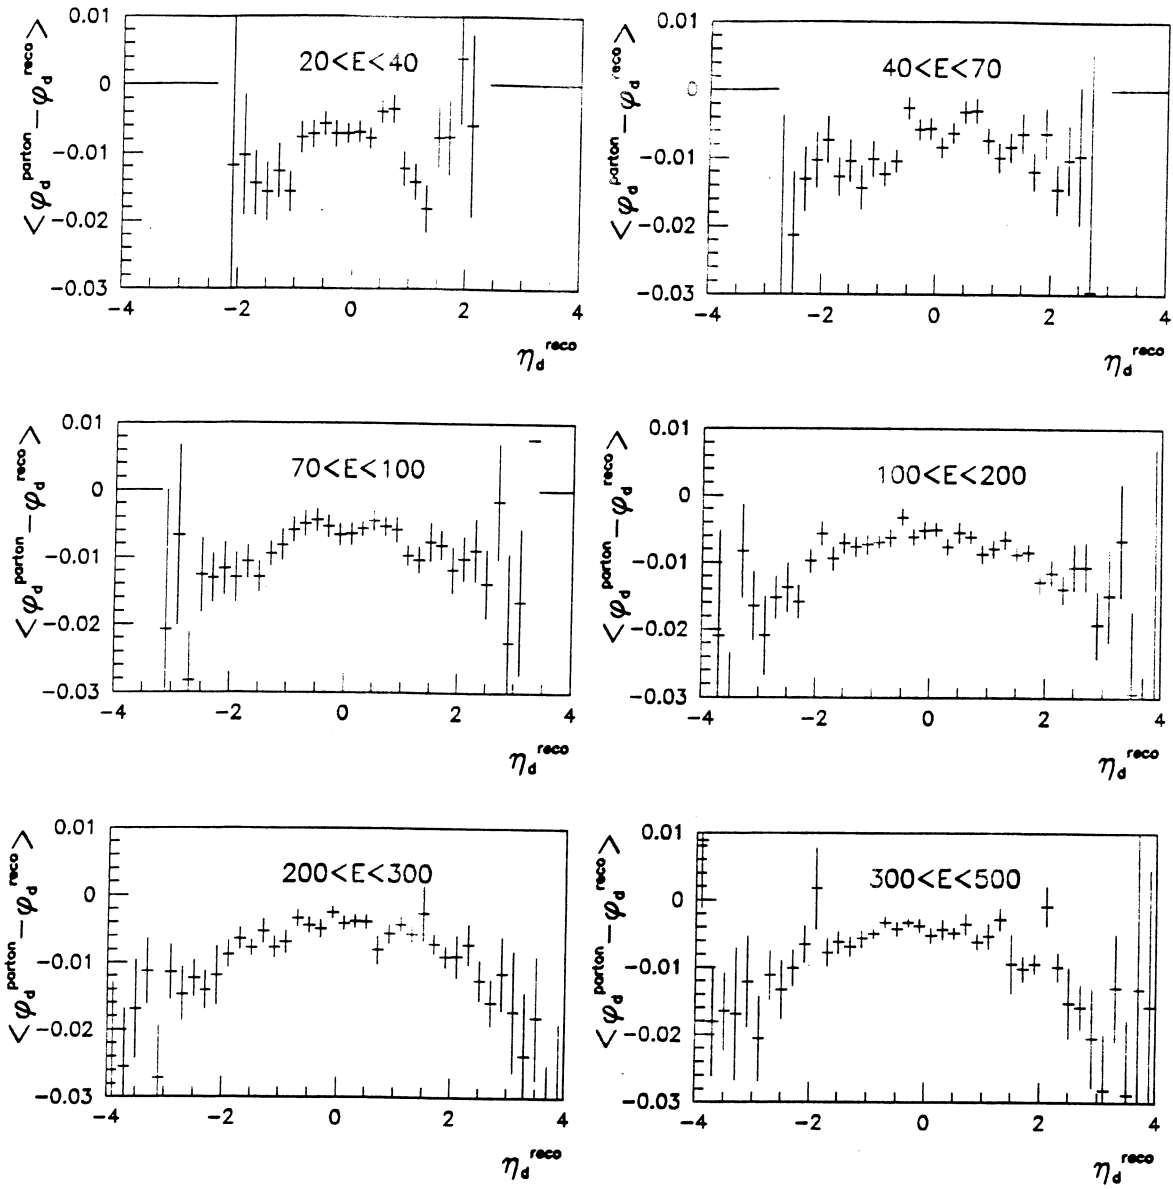 <φ_d^parton − φ_d^reco>
0.01
0
−0.01
−0.02
−0.03
20<E<40
−4 −2 0 2 4
η_d^reco
<φ_d^parton − φ_d^reco>
0.01
0
−0.01
−0.02
−0.03
40<E<70
−4 −2 0 2 4
η_d^reco
<φ_d^parton − φ_d^reco>
0.01
0
−0.01
−0.02
−0.03
70<E<100
−4 −2 0 2 4
η_d^reco
<φ_d^parton − φ_d^reco>
0.01
0
−0.01
−0.02
−0.03
100<E<200
−4 −2 0 2 4
η_d^reco
<φ_d^parton − φ_d^reco>
0.01
0
−0.01
−0.02
−0.03
200<E<300
−4 −2 0 2 4
η_d^reco
<φ_d^parton − φ_d^reco>
0.01
0
−0.01
−0.02
−0.03
300<E<500
−4 −2 0 2 4
η_d^reco